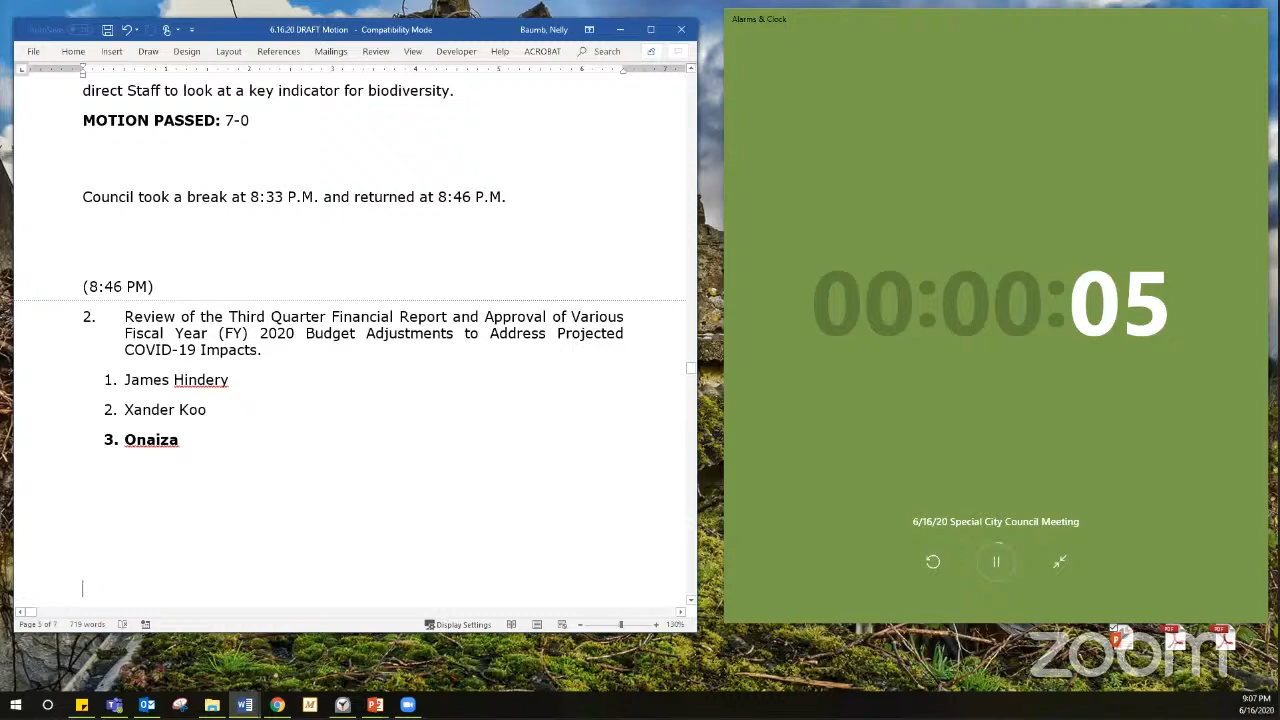 6.16.20 DRAFT Motion - Compatibility Mode
Baumb, Nelly
File Home Insert Draw Design Layout References Mailings Review View Developer Help ACROBAT Search
direct Staff to look at a key indicator for biodiversity.
MOTION PASSED: 7-0
Council took a break at 8:33 P.M. and returned at 8:46 P.M.
(8:46 PM)
2. Review of the Third Quarter Financial Report and Approval of Various
Fiscal Year (FY) 2020 Budget Adjustments to Address Projected
COVID-19 Impacts.
1. James Hindery
2. Xander Koo
3. Onaiza
Page 5 of 7 719 words
Display Settings
130%
Alarms & Clock
00:00:05
6/16/20 Special City Council Meeting
zoom
9:07 PM
6/16/2020